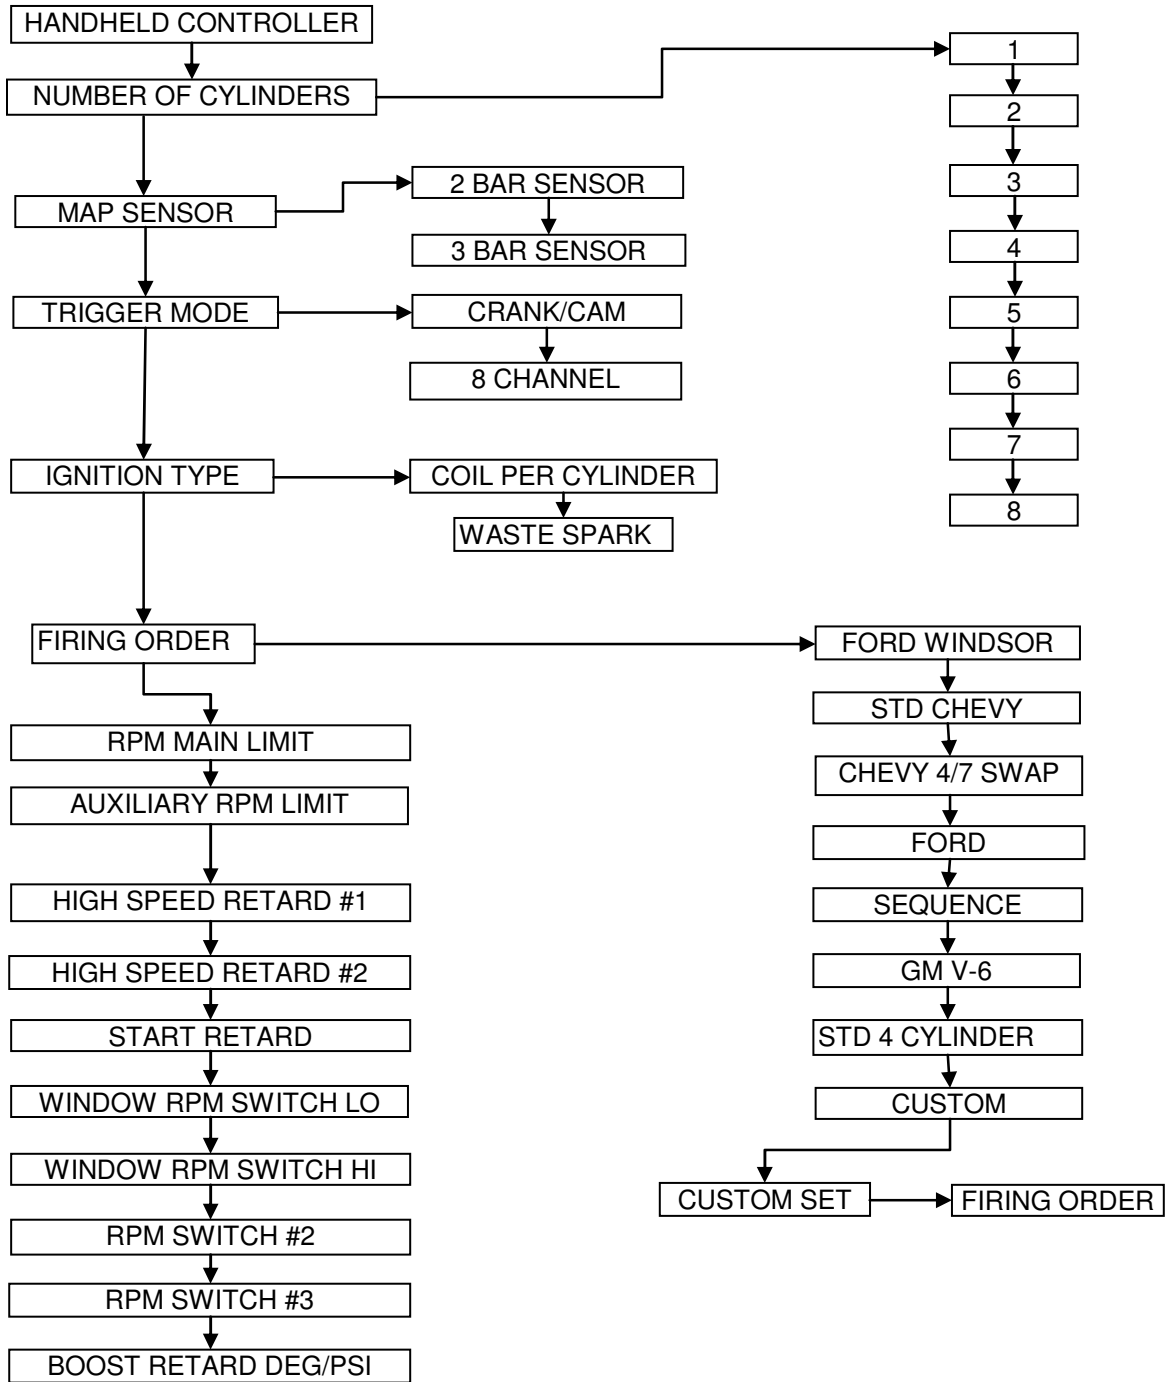 HANDHELD CONTROLLER
NUMBER OF CYLINDERS
1
2
3
4
5
6
7
8
MAP SENSOR
2 BAR SENSOR
3 BAR SENSOR
TRIGGER MODE
CRANK/CAM
8 CHANNEL
IGNITION TYPE
COIL PER CYLINDER
WASTE SPARK
FIRING ORDER
FORD WINDSOR
STD CHEVY
CHEVY 4/7 SWAP
FORD
SEQUENCE
GM V-6
STD 4 CYLINDER
CUSTOM
CUSTOM SET
FIRING ORDER
RPM MAIN LIMIT
AUXILIARY RPM LIMIT
HIGH SPEED RETARD #1
HIGH SPEED RETARD #2
START RETARD
WINDOW RPM SWITCH LO
WINDOW RPM SWITCH HI
RPM SWITCH #2
RPM SWITCH #3
BOOST RETARD DEG/PSI